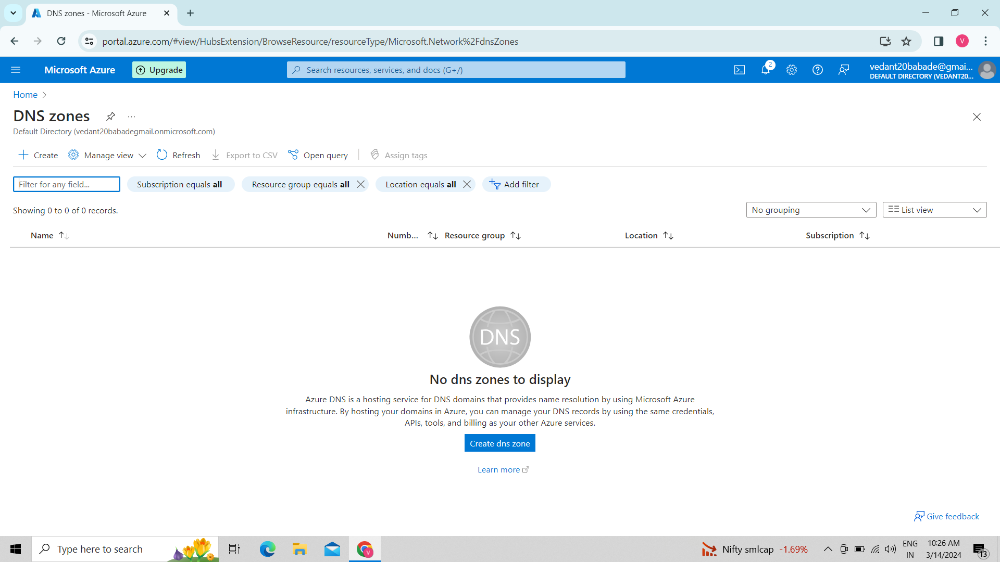 DNS zones - Microsoft Azure
portal.azure.com/#view/HubsExtension/BrowseResource/resourceType/Microsoft.Network%2FdnsZones
V
Microsoft Azure
Upgrade
Search resources, services, and docs (G+/)
2
vedant20babade@gmai...
DEFAULT DIRECTORY (VEDANT20...
Home
DNS zones
...
Default Directory (vedant20babadegmail.onmicrosoft.com)
Create
Manage view
Refresh
Export to CSV
Open query
Assign tags
Filter for any field...
Subscription equals all
Resource group equals all
Location equals all
Add filter
Showing 0 to 0 of 0 records.
No grouping
List view
Name
Numb...
Resource group
Location
Subscription
DNS
No dns zones to display
Azure DNS is a hosting service for DNS domains that provides name resolution by using Microsoft Azure
infrastructure. By hosting your domains in Azure, you can manage your DNS records by using the same credentials,
APIs, tools, and billing as your other Azure services.
Create dns zone
Learn more
Give feedback
Type here to search
V
Nifty smlcap -1.69%
ENG
IN
10:26 AM
3/14/2024
13